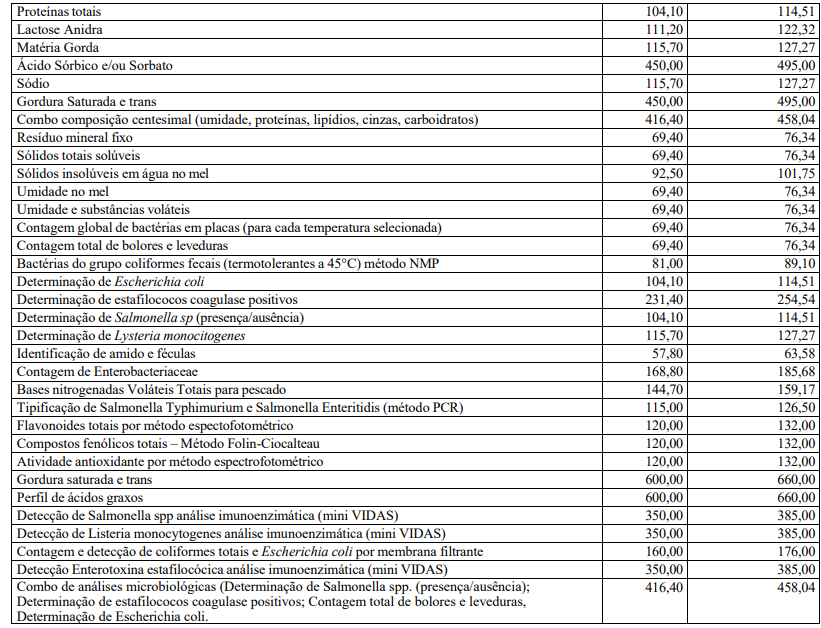 Proteínas totais 104,10 114,51
Lactose Anidra 111,20 122,32
Matéria Gorda 115,70 127,27
Ácido Sórbico e/ou Sorbato 450,00 495,00
Sódio 115,70 127,27
Gordura Saturada e trans 450,00 495,00
Combo composição centesimal (umidade, proteínas, lipídios, cinzas, carboidratos) 416,40 458,04
Resíduo mineral fixo 69,40 76,34
Sólidos totais solúveis 69,40 76,34
Sólidos insolúveis em água no mel 92,50 101,75
Umidade no mel 69,40 76,34
Umidade e substâncias voláteis 69,40 76,34
Contagem global de bactérias em placas (para cada temperatura selecionada) 69,40 76,34
Contagem total de bolores e leveduras 69,40 76,34
Bactérias do grupo coliformes fecais (termotolerantes a 45°C) método NMP 81,00 89,10
Determinação de Escherichia coli 104,10 114,51
Determinação de estafilococos coagulase positivos 231,40 254,54
Determinação de Salmonella sp (presença/ausência) 104,10 114,51
Determinação de Lysteria monocitogenes 115,70 127,27
Identificação de amido e féculas 57,80 63,58
Contagem de Enterobacteriaceae 168,80 185,68
Bases nitrogenadas Voláteis Totais para pescado 144,70 159,17
Tipificação de Salmonella Typhimurium e Salmonella Enteritidis (método PCR) 115,00 126,50
Flavonoides totais por método espectofotométrico 120,00 132,00
Compostos fenólicos totais – Método Folin-Ciocalteau 120,00 132,00
Atividade antioxidante por método espectrofotométrico 120,00 132,00
Gordura saturada e trans 600,00 660,00
Perfil de ácidos graxos 600,00 660,00
Detecção de Salmonella spp análise imunoenzimática (mini VIDAS) 350,00 385,00
Detecção de Listeria monocytogenes análise imunoenzimática (mini VIDAS) 350,00 385,00
Contagem e detecção de coliformes totais e Escherichia coli por membrana filtrante 160,00 176,00
Detecção Enterotoxina estafilocócica análise imunoenzimática (mini VIDAS) 350,00 385,00
Combo de análises microbiológicas (Determinação de Salmonella spp. (presença/ausência); 416,40 458,04
Determinação de estafilococos coagulase positivos; Contagem total de bolores e leveduras,
Determinação de Escherichia coli.